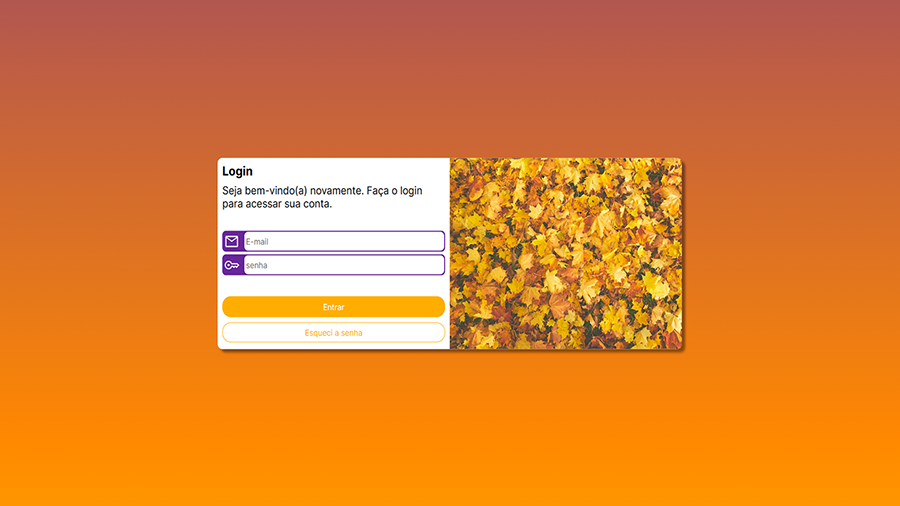 Login
Seja bem-vindo(a) novamente. Faça o login
para acessar sua conta.
E-mail
senha
Entrar
Esqueci a senha